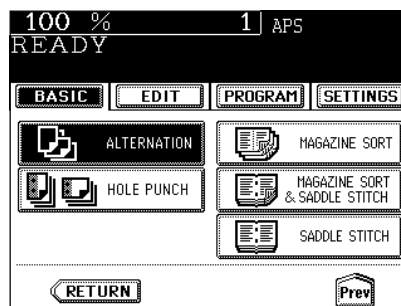 100 % 1 APS
READY
BASIC EDIT PROGRAM SETTINGS
ALTERNATION
MAGAZINE SORT
HOLE PUNCH
MAGAZINE SORT
& SADDLE STITCH
SADDLE STITCH
RETURN
Prev